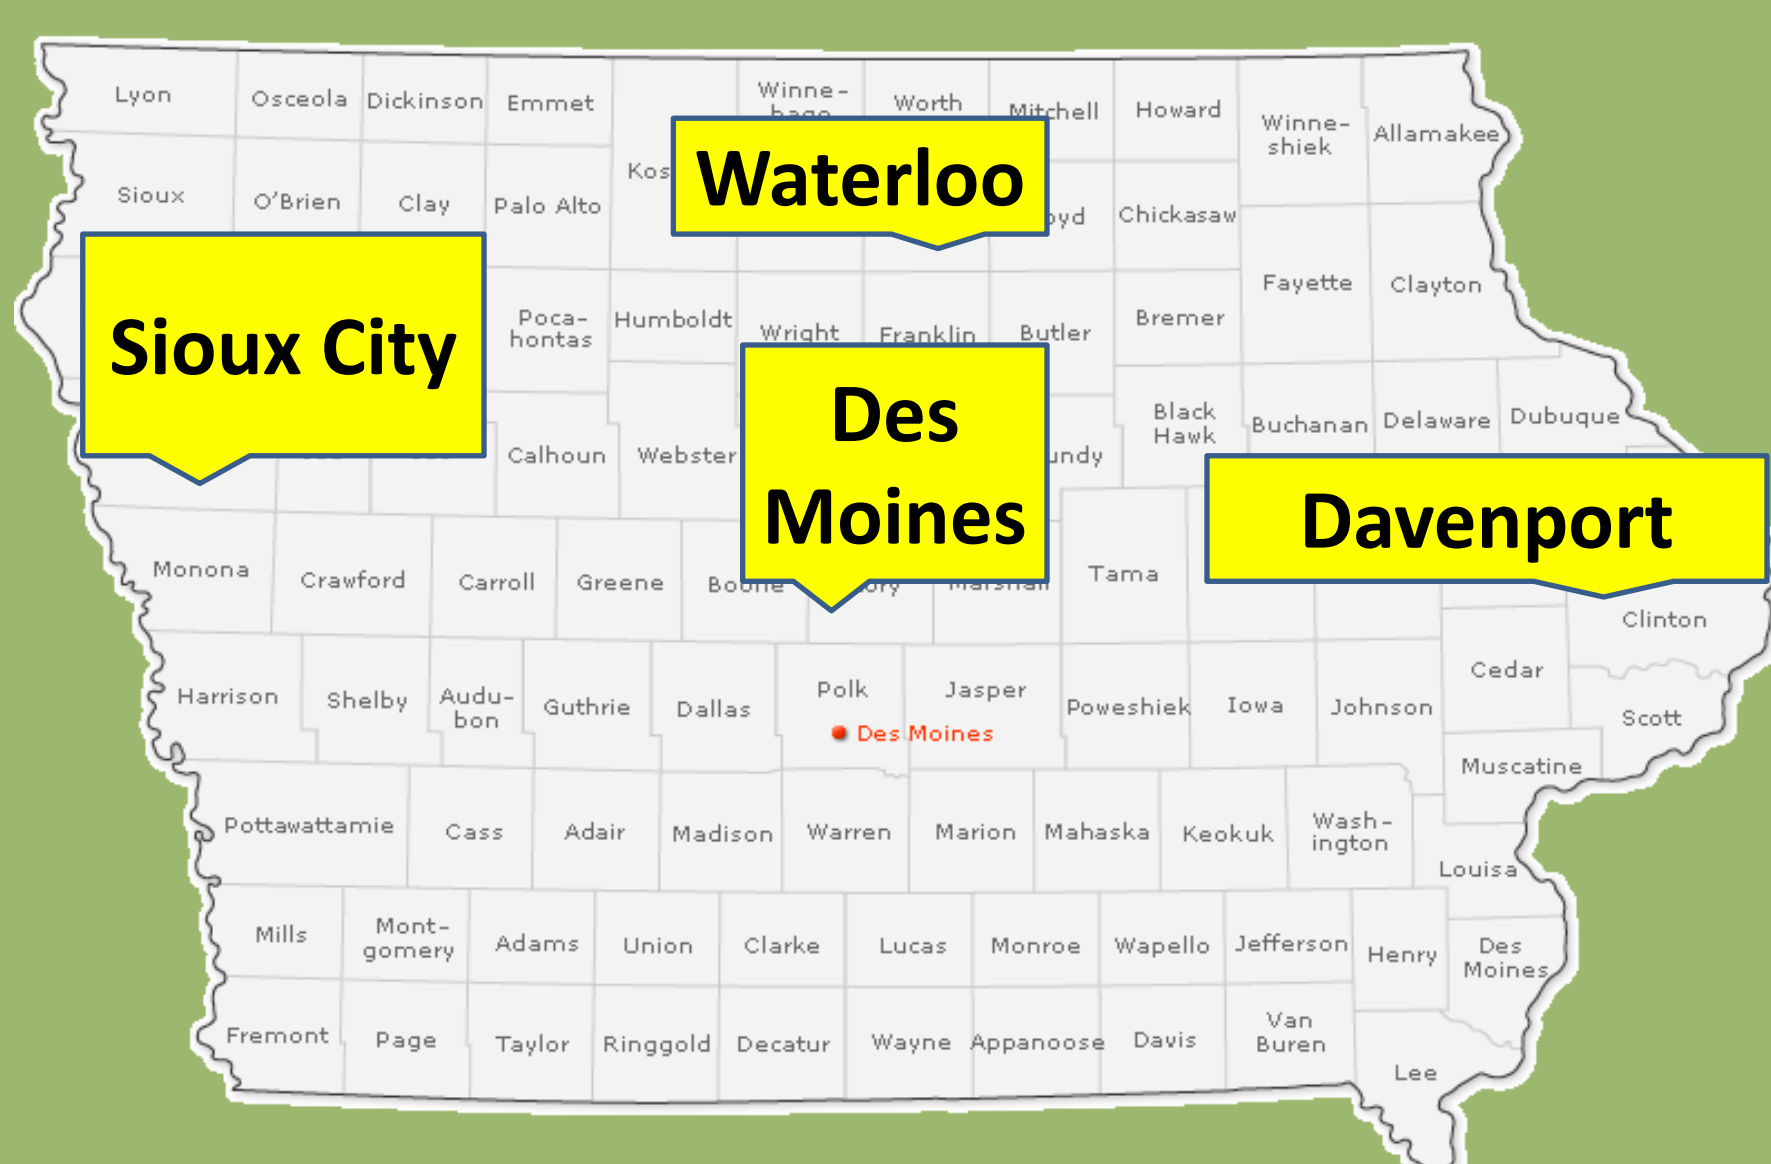 Lyon
Osceola
Dickinson
Emmet
Winne-
Worth
Mitchell
Howard
Winne-
shiek
Allamakee
Waterloo
Sioux
O'Brien
Clay
Palo Alto
Chickasaw
Sioux City
Poca-
hontas
Humboldt
Wright
Franklin
Butler
Bremer
Fayette
Clayton
Des
Moines
Calhoun
Webster
Black
Hawk
Buchanan
Delaware
Dubuque
Davenport
Monona
Crawford
Carroll
Greene
Boone
Marshall
Tama
Clinton
Cedar
Harrison
Shelby
Audu-
bon
Guthrie
Dallas
Polk
Jasper
Des Moines
Poweshiek
Iowa
Johnson
Scott
Muscatine
Pottawattamie
Cass
Adair
Madison
Warren
Marion
Mahaska
Keokuk
Wash-
ington
Louisa
Mills
Mont-
gomery
Adams
Union
Clarke
Lucas
Monroe
Wapello
Jefferson
Henry
Des
Moines
Fremont
Page
Taylor
Ringgold
Decatur
Wayne
Appanoose
Davis
Van
Buren
Lee